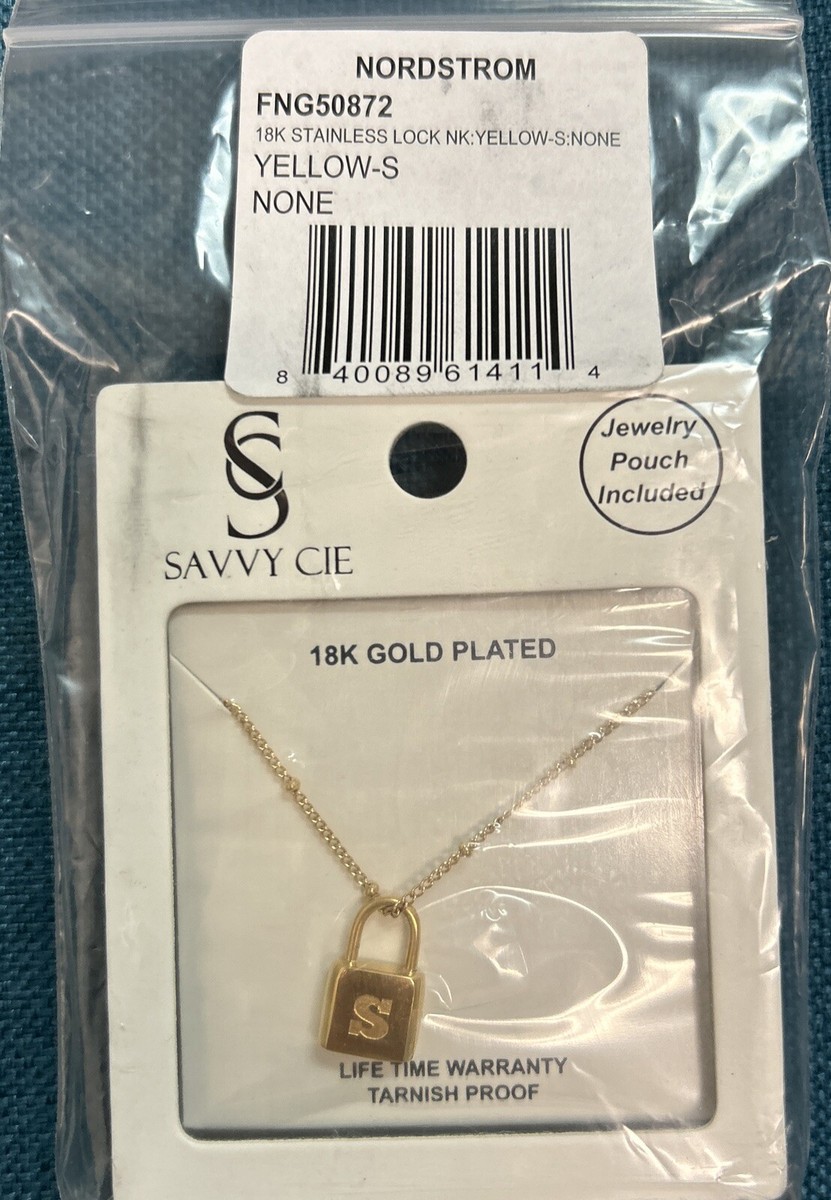 NORDSTROM
FNG50872
18K STAINLESS LOCK NK:YELLOW-S:NONE
YELLOW-S
NONE
8 40089 61411 4
Jewelry
Pouch
Included
SC
SAVVY CIE
18K GOLD PLATED
S
LIFE TIME WARRANTY
TARNISH PROOF